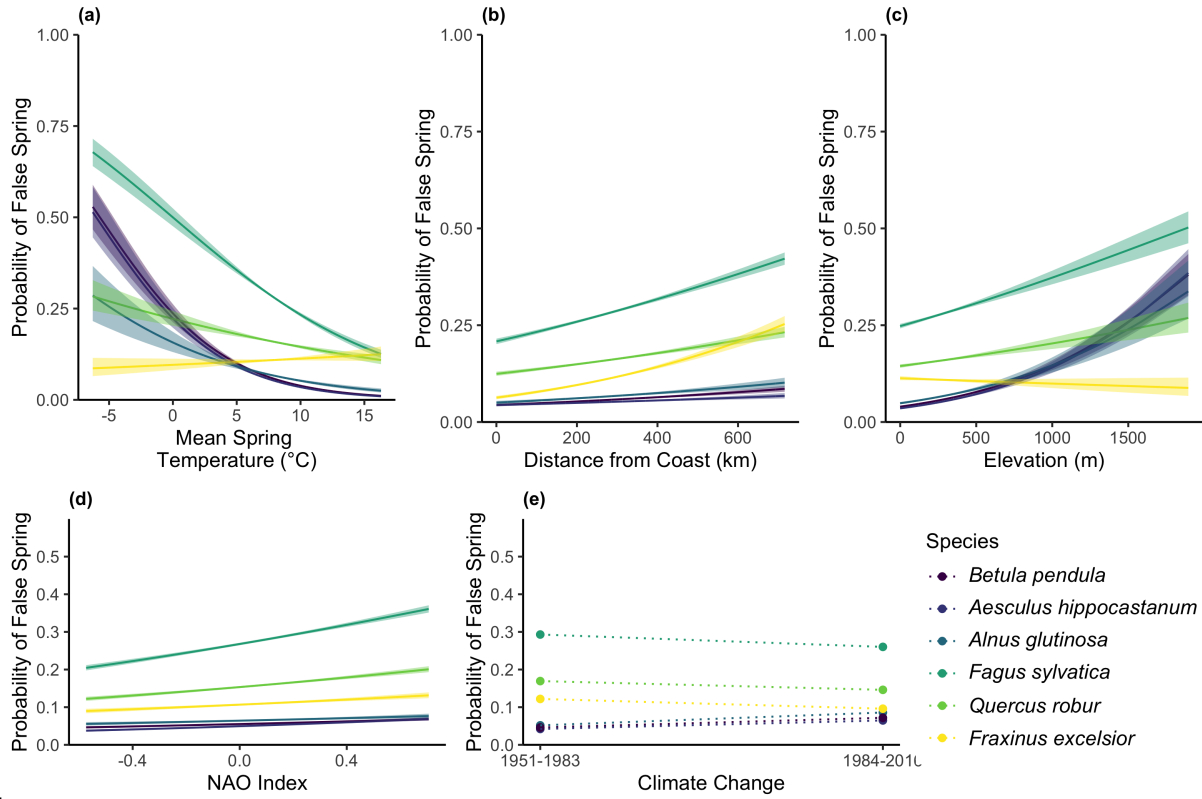 (a)
Probability of False Spring
1.00
0.75
0.50
0.25
0.00
-5 0 5 10 15
Mean Spring
Temperature (°C)
(b)
Probability of False Spring
1.00
0.75
0.50
0.25
0.00
0 200 400 600
Distance from Coast (km)
(c)
Probability of False Spring
1.00
0.75
0.50
0.25
0.00
0 500 1000 1500
Elevation (m)
(d)
Probability of False Spring
0.5
0.4
0.3
0.2
0.1
0.0
-0.4 0.0 0.4
NAO Index
(e)
Probability of False Spring
0.5
0.4
0.3
0.2
0.1
0.0
1951-1983 1984-201
Climate Change
Species
Betula pendula
Aesculus hippocastanum
Alnus glutinosa
Fagus sylvatica
Quercus robur
Fraxinus excelsior